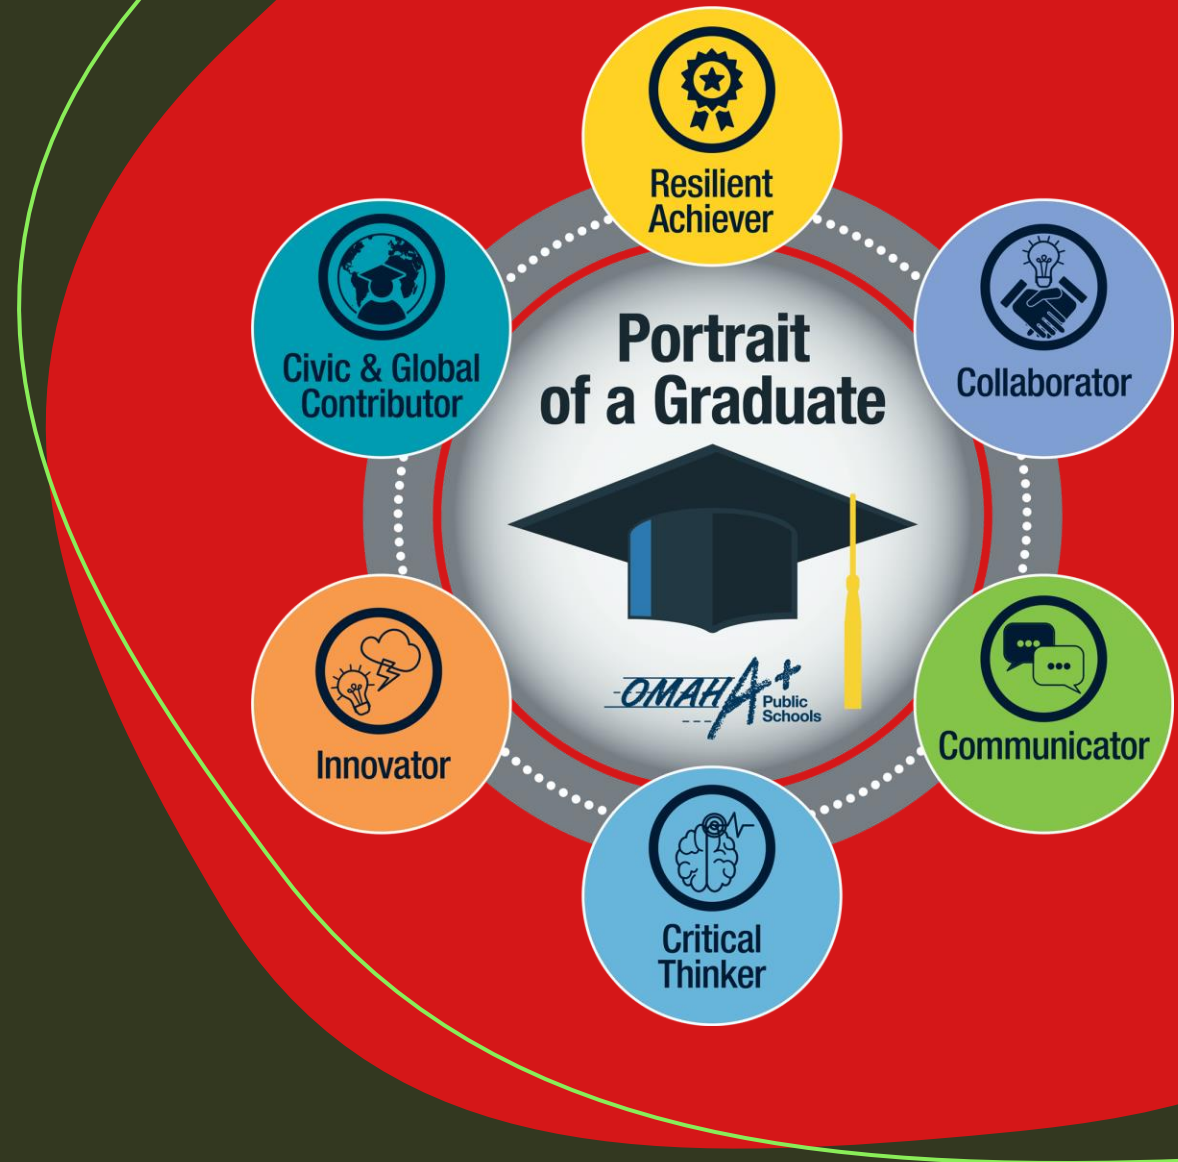 Resilient
Achiever
Civic & Global
Contributor
Collaborator
Portrait
of a Graduate
OMAHA+
Public
Schools
Innovator
Communicator
Critical
Thinker